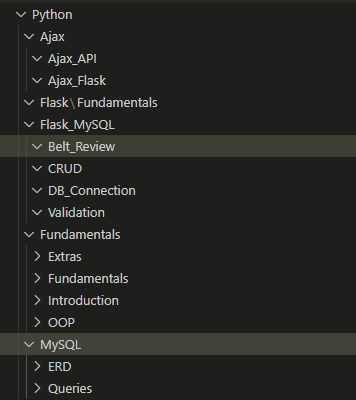 Python
Ajax
Ajax_API
Ajax_Flask
Flask\Fundamentals
Flask_MySQL
Belt_Review
CRUD
DB_Connection
Validation
Fundamentals
Extras
Fundamentals
Introduction
OOP
MySQL
ERD
Queries